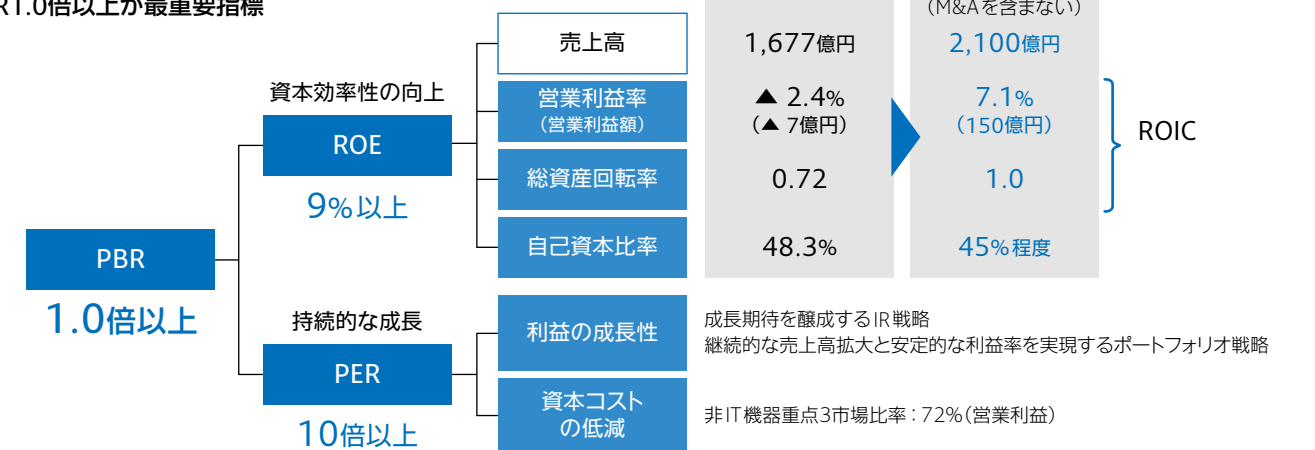 R1.0倍以上が最重要指標
(M&Aを含まない)
売上高
1,677億円
2,100億円
資本効率性の向上
営業利益率
(営業利益額)
▲ 2.4%
(▲ 7億円)
7.1%
(150億円)
ROIC
ROE
9%以上
総資産回転率
0.72
1.0
自己資本比率
48.3%
45%程度
PBR
1.0倍以上
持続的な成長
PER
10倍以上
利益の成長性
成長期待を醸成するIR戦略
継続的な売上高拡大と安定的な利益率を実現するポートフォリオ戦略
資本コスト
の低減
非IT機器重点3市場比率：72%(営業利益)